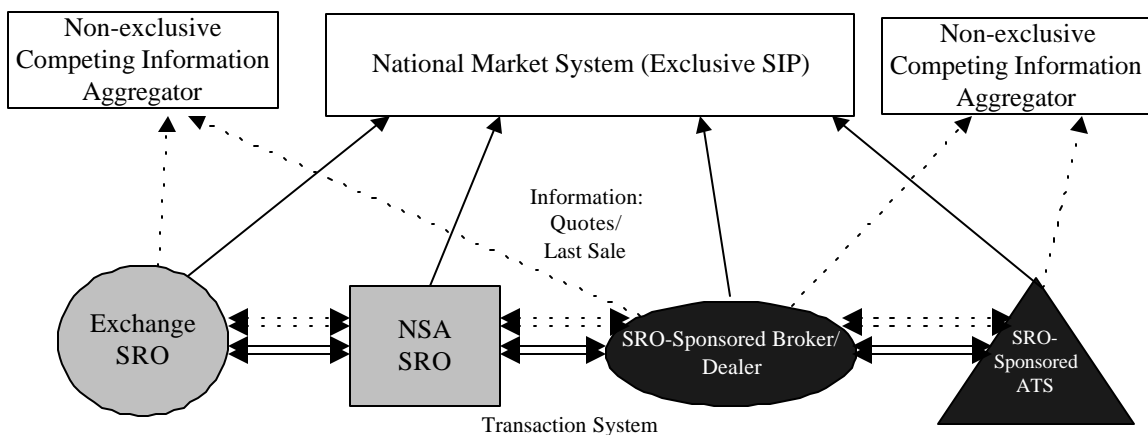 Non-exclusive
Competing Information
Aggregator
National Market System (Exclusive SIP)
Non-exclusive
Competing Information
Aggregator
Information:
Quotes/
Last Sale
Exchange
SRO
NSA
SRO
SRO-Sponsored Broker/
Dealer
SRO-
Sponsored
ATS
Transaction System